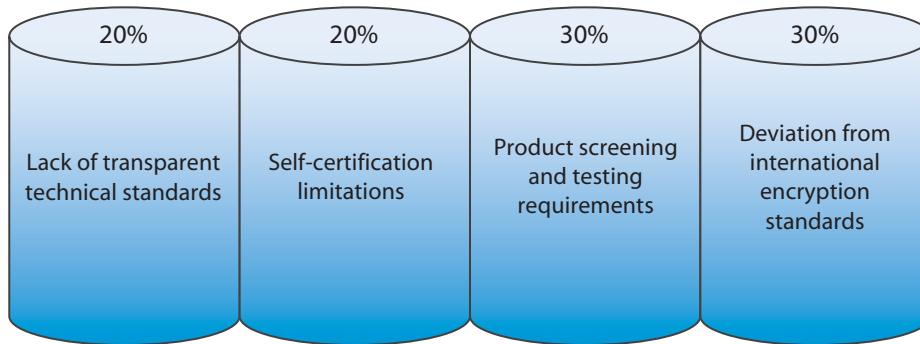 20%
20%
30%
30%
Lack of transparent
technical standards
Self-certification
limitations
Product screening
and testing
requirements
Deviation from
international
encryption
standards